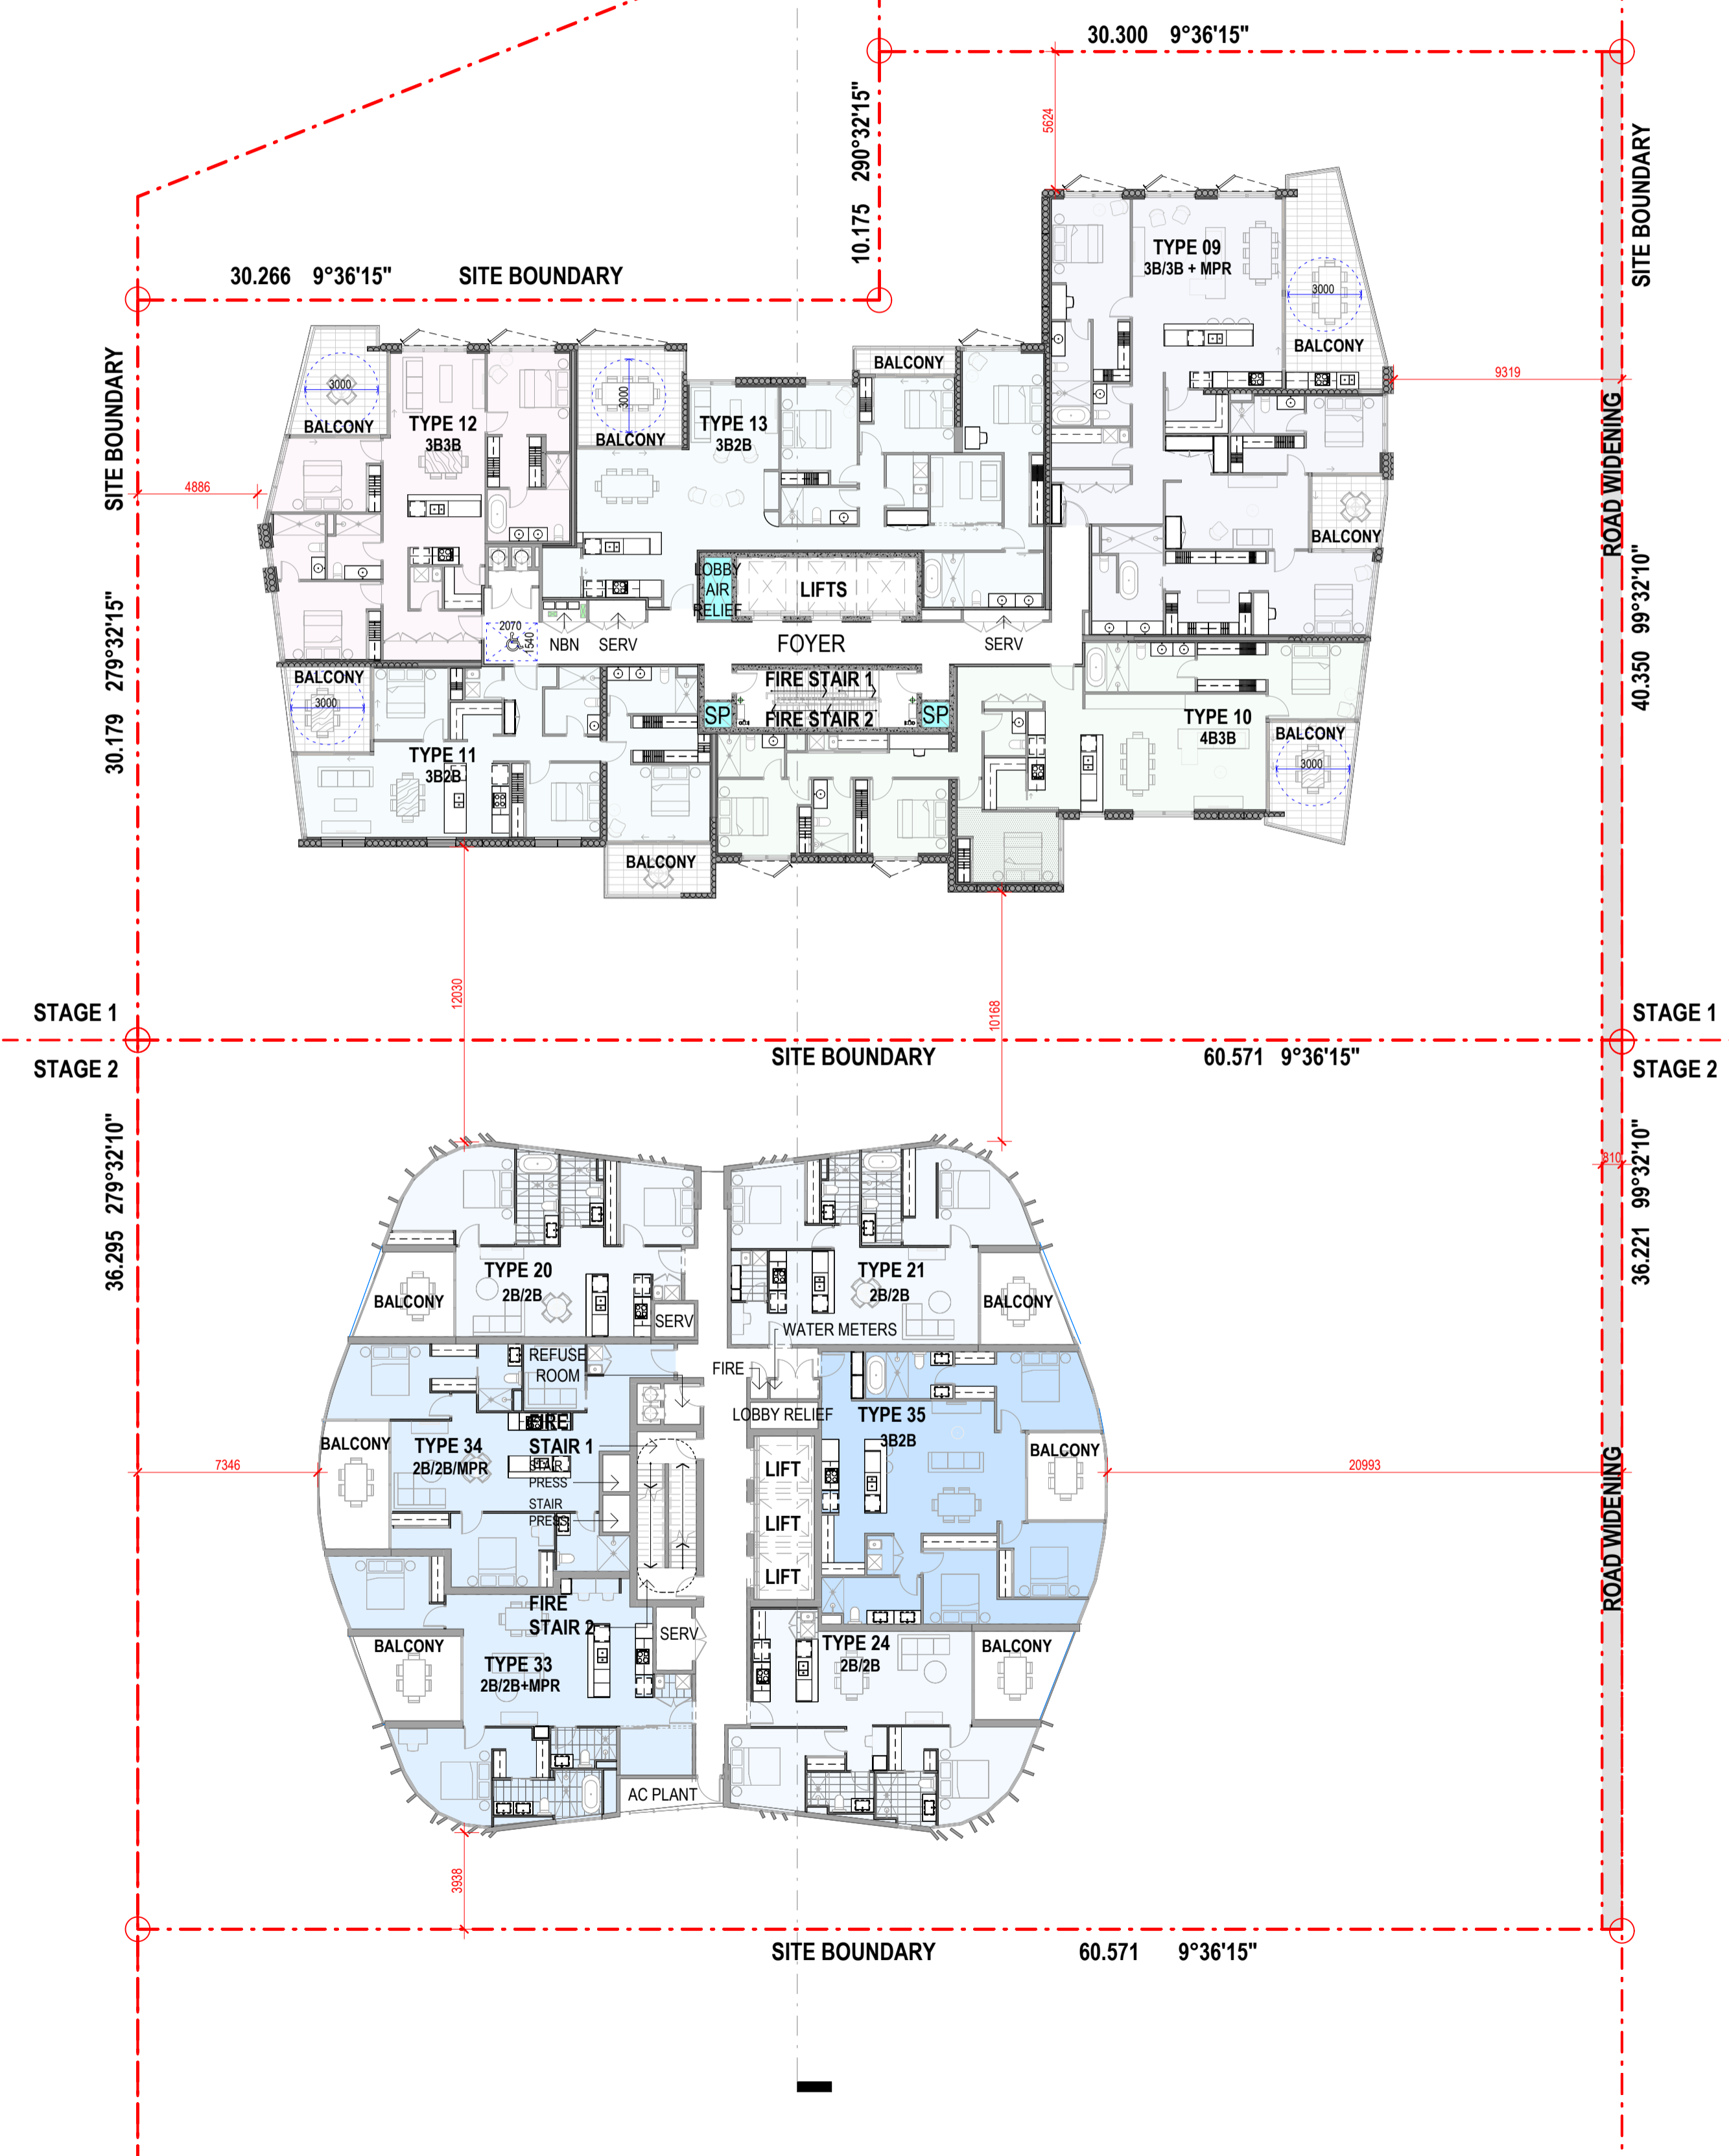 30.300 9°36'15"
5624
10.175 290°32'15"
SITE BOUNDARY
30.266 9°36'15" SITE BOUNDARY
TYPE 09
3B/3B + MPR
3000
BALCONY
9319
SITE BOUNDARY
4886
3000
BALCONY
TYPE 12
3B3B
3000
BALCONY
TYPE 13
3B2B
BALCONY
ROAD WIDENING
BALCONY
30.179 279°32'15"
40.350 99°32'10"
LOBBY
AIR
RELIEF
LIFTS
2070
1540
NBN
SERV
FOYER
SERV
BALCONY
3000
FIRE STAIR 1
SP
FIRE STAIR 2
SP
TYPE 11
3B2B
TYPE 10
4B3B
BALCONY
3000
BALCONY
12030
10168
STAGE 1
STAGE 1
SITE BOUNDARY 60.571 9°36'15"
STAGE 2
STAGE 2
36.295 279°32'10"
810
36.221 99°32'10"
TYPE 20
2B/2B
BALCONY
SERV
TYPE 21
2B/2B
BALCONY
WATER METERS
REFUSE
ROOM
FIRE
LOBBY RELIEF
BALCONY
TYPE 34
2B/2B/MPR
FIRE
STAIR 1
STAIR
PRESS
STAIR
PRESS
LIFT
LIFT
LIFT
TYPE 35
3B2B
BALCONY
7346
20993
ROAD WIDENING
FIRE
STAIR 2
SERV
BALCONY
TYPE 33
2B/2B+MPR
TYPE 24
2B/2B
BALCONY
AC PLANT
3938
SITE BOUNDARY 60.571 9°36'15"